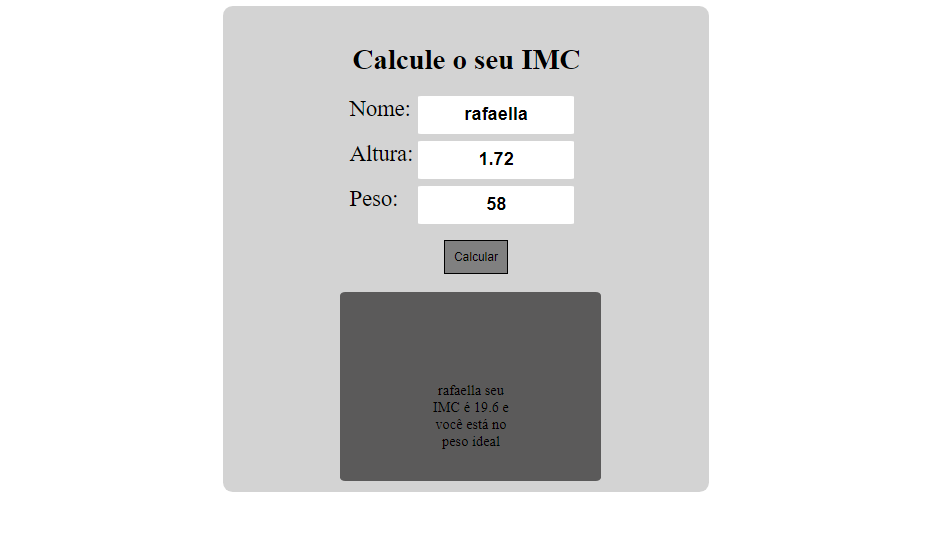 Calcule o seu IMC
Nome: rafaella
Altura: 1.72
Peso: 58
Calcular
rafaella seu
IMC é 19.6 e
você está no
peso ideal